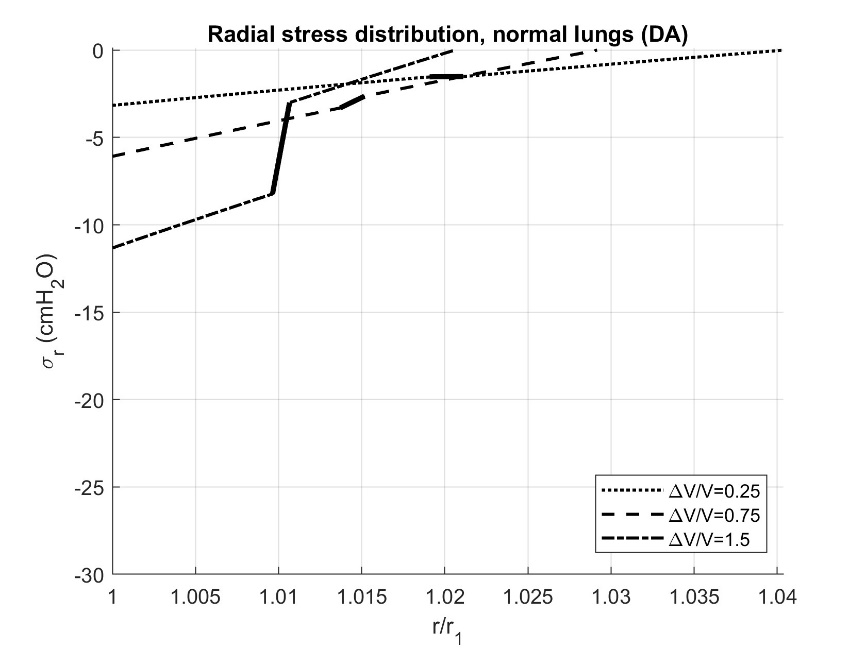 Radial stress distribution, normal lungs (DA)
0
-5
-10
-15
-20
-25
-30
σr (cmH2O)
ΔV/V=0.25
ΔV/V=0.75
ΔV/V=1.5
1 1.005 1.01 1.015 1.02 1.025 1.03 1.035 1.04
r/r1